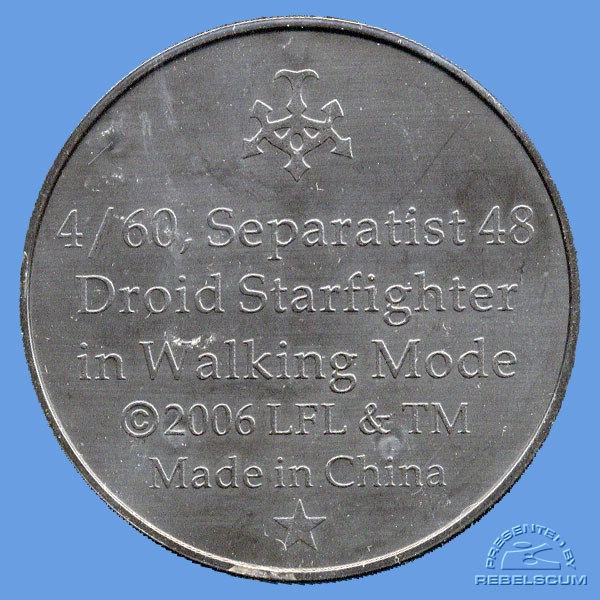 4/60, Separatist 48
Droid Starfighter
in Walking Mode
©2006 LFL & TM
Made in China
PRESENTED BY
REBELSCUM